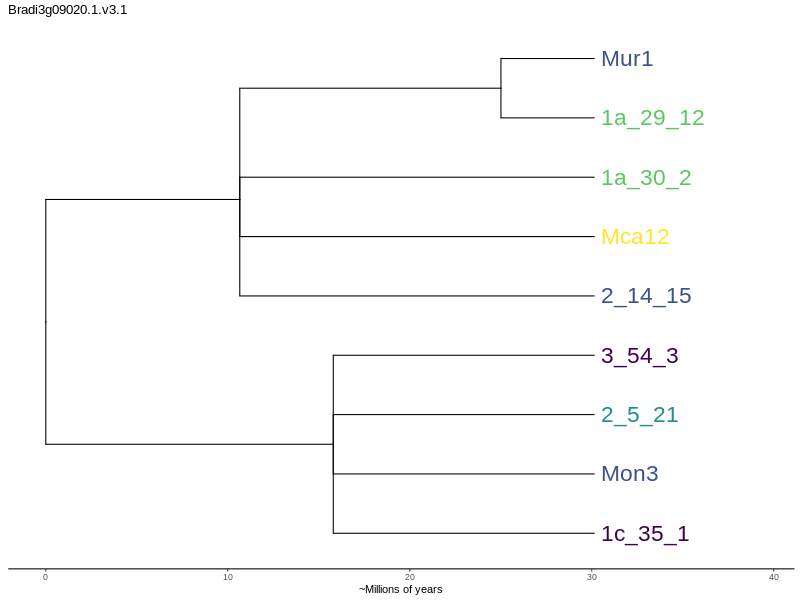 Bradi3g09020.1.v3.1
Mur1
1a_29_12
1a_30_2
Mca12
2_14_15
3_54_3
2_5_21
Mon3
1c_35_1
0 10 20 30 40
~Millions of years